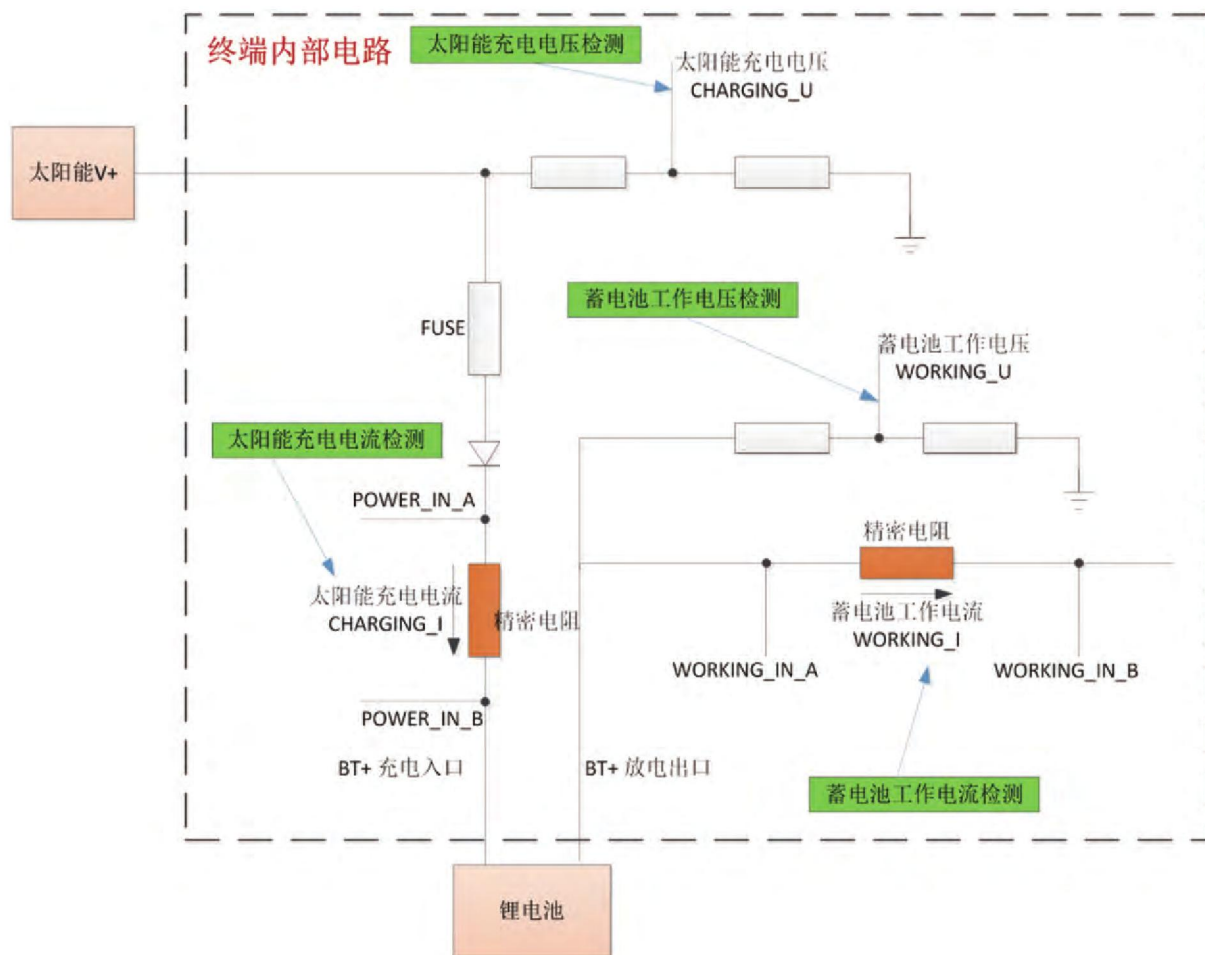 终端内部电路
太阳能充电电压检测
太阳能充电电压
CHARGING_U
太阳能V+
FUSE
蓄电池工作电压检测
蓄电池工作电压
WORKING_U
太阳能充电电流检测
POWER_IN_A
精密电阻
太阳能充电电流
CHARGING_I
精密电阻
蓄电池工作电流
WORKING_I
WORKING_IN_A
WORKING_IN_B
POWER_IN_B
BT+ 充电入口
BT+ 放电出口
蓄电池工作电流检测
锂电池